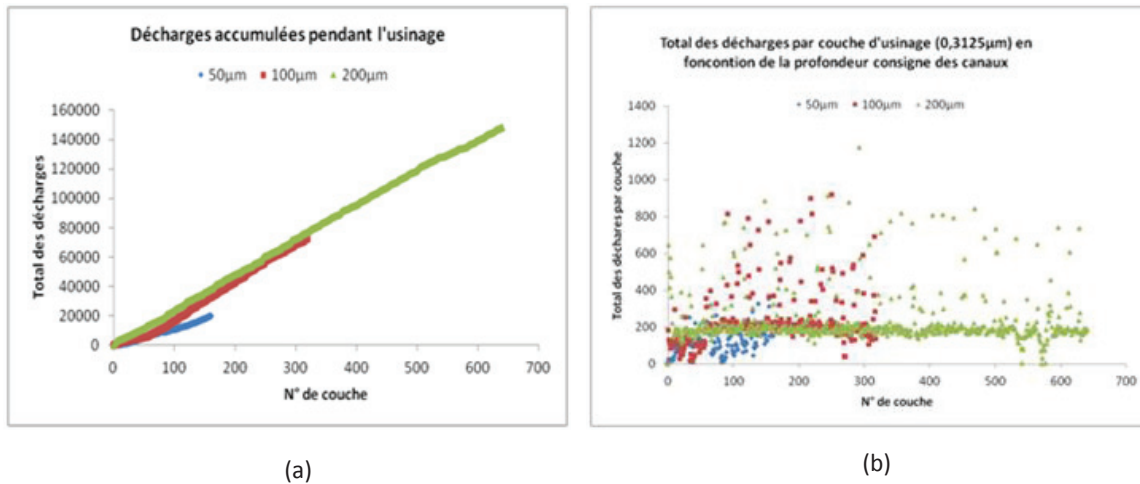 Décharges accumulées pendant l'usinage
50µm 100µm 200µm
160000
140000
120000
100000
80000
60000
40000
20000
0
Total des décharges
0 100 200 300 400 500 600 700
N° de couche
(a)
Total des décharges par couche d'usinage (0,3125µm) en
foncontion de la profondeur consigne des canaux
50µm 100µm 200µm
1400
1200
1000
800
600
400
200
0
Total des déchares par couche
0 100 200 300 400 500 600 700
N° de couche
(b)